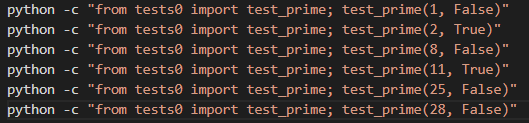 python -c "from tests0 import test_prime; test_prime(1, False)"
python -c "from tests0 import test_prime; test_prime(2, True)"
python -c "from tests0 import test_prime; test_prime(8, False)"
python -c "from tests0 import test_prime; test_prime(11, True)"
python -c "from tests0 import test_prime; test_prime(25, False)"
python -c "from tests0 import test_prime; test_prime(28, False)"